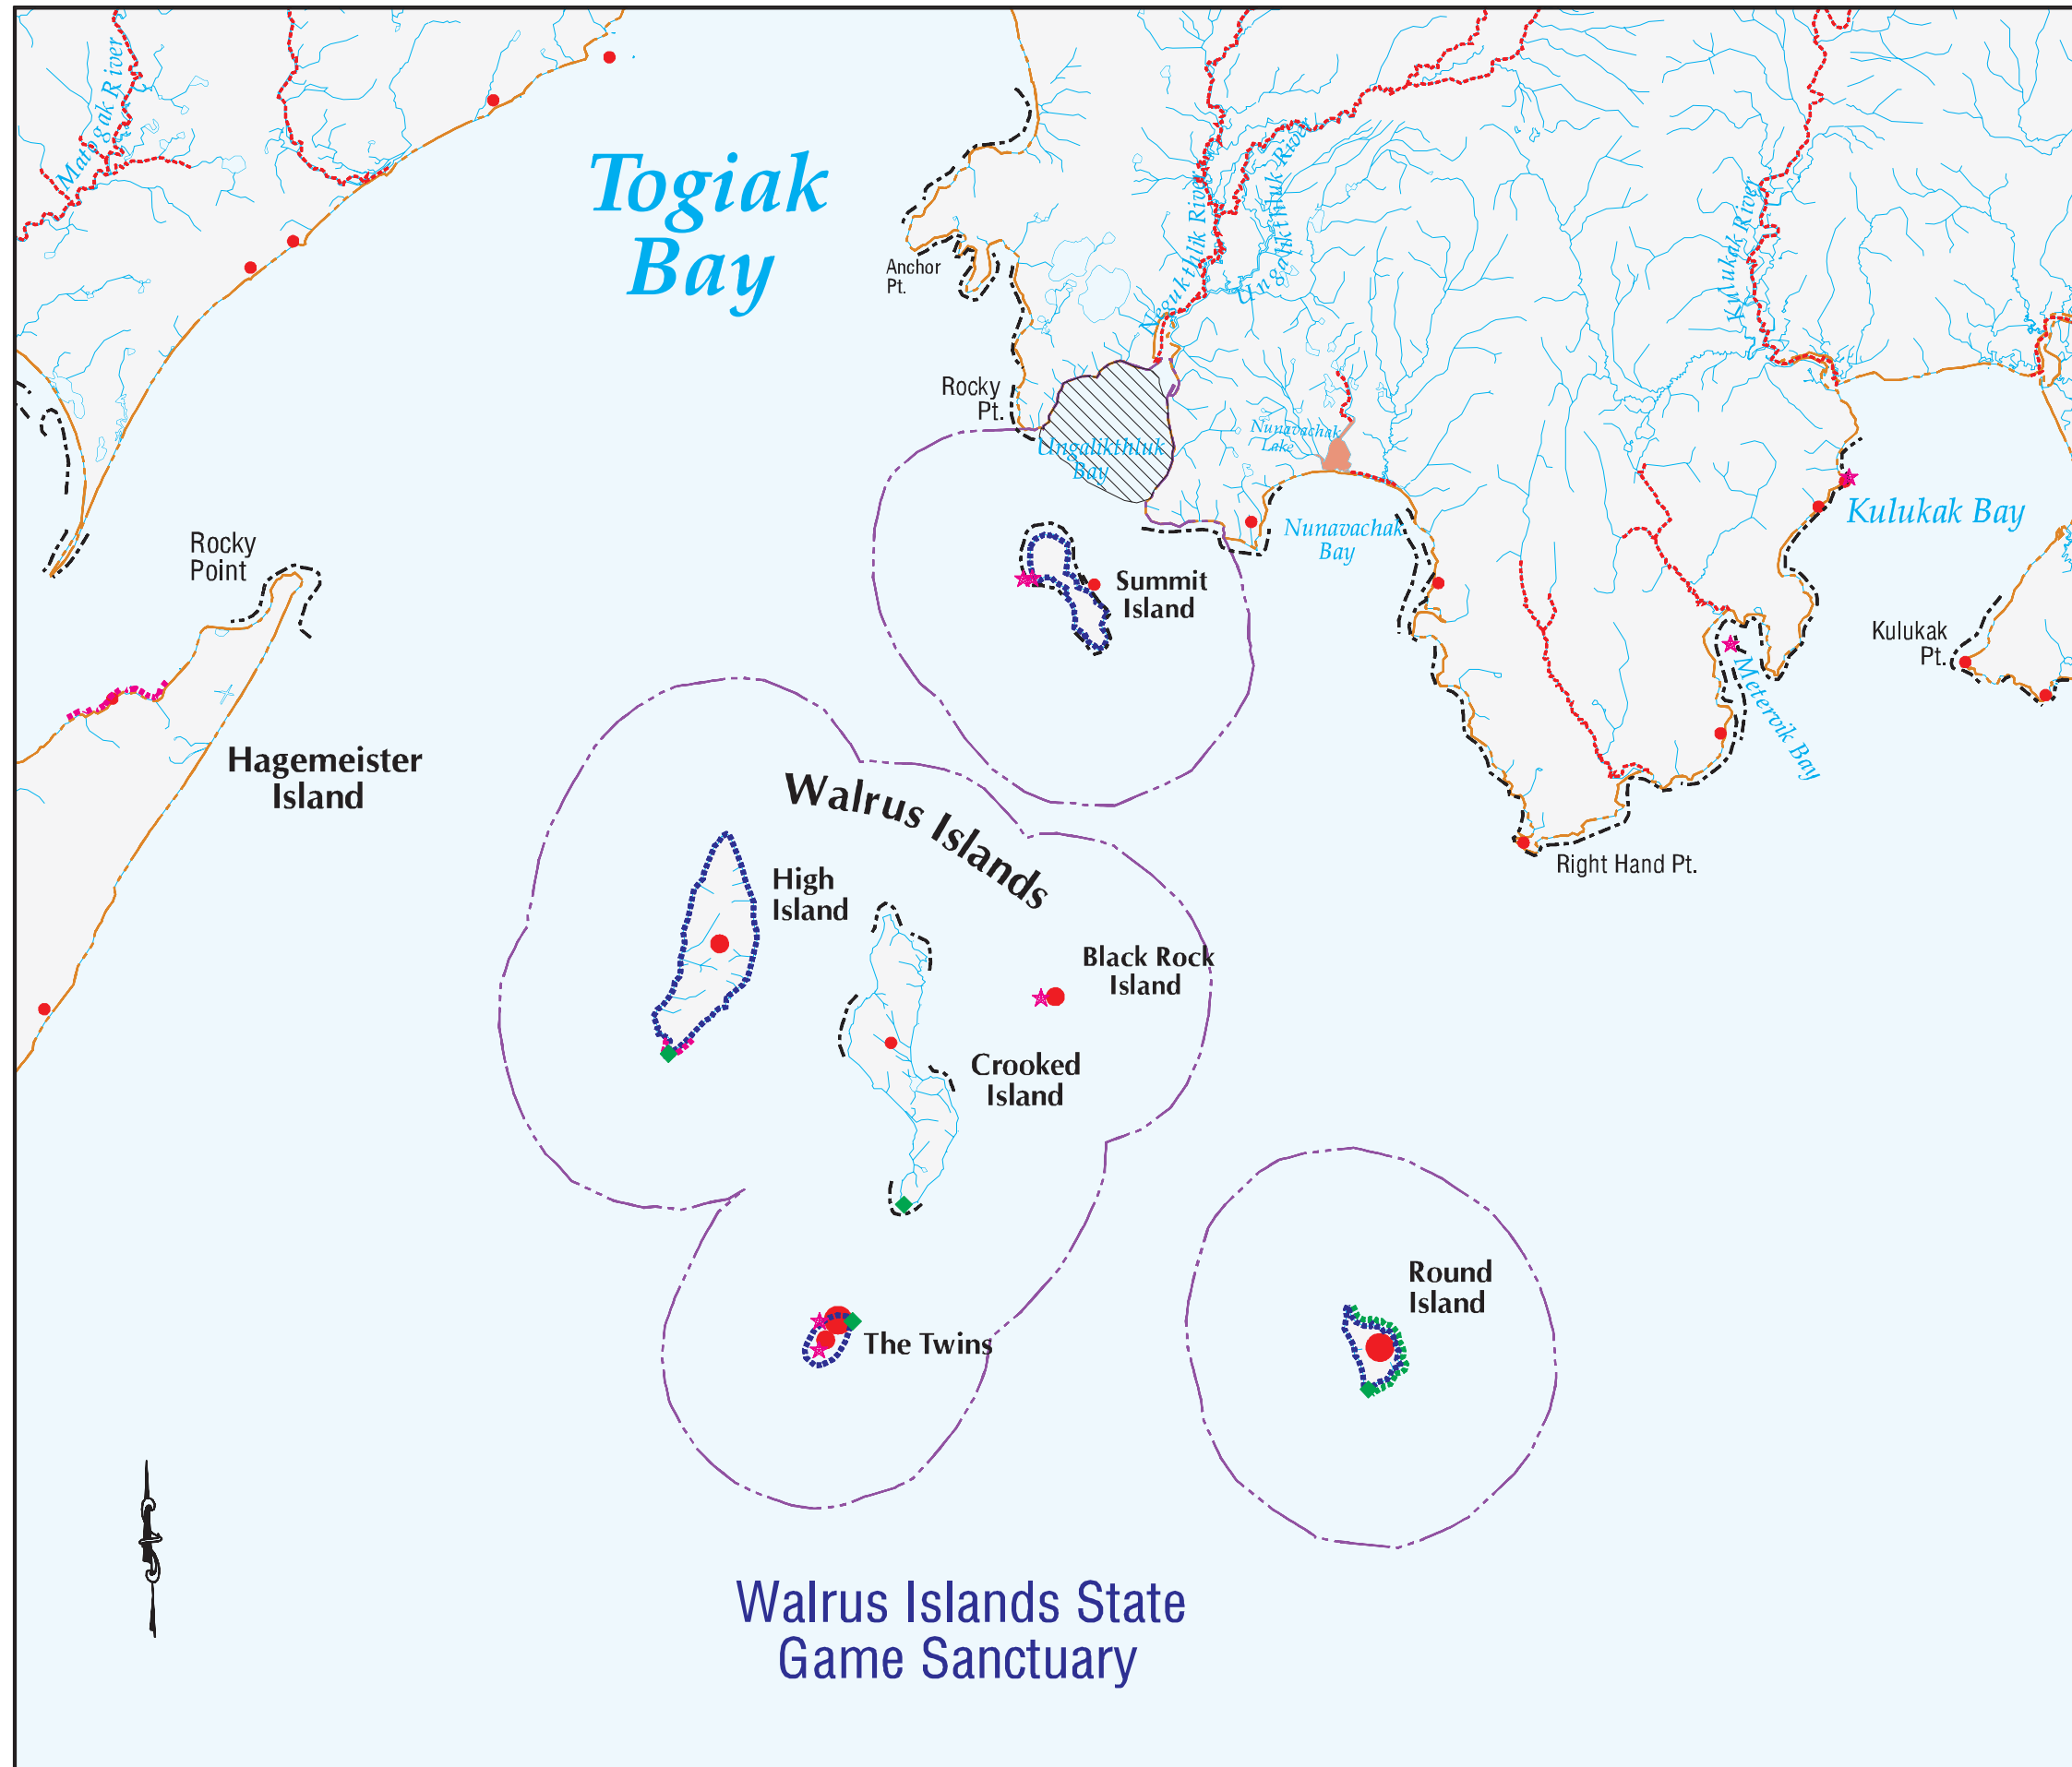 Matogak River
Togiak
Bay
Anchor
Pt.
Negukthlik River
Ungalikthluk River
Kulukak River
Rocky
Pt.
Ungalikthluk
Bay
Nunavachak
Lake
Nunavachak
Bay
Kulukak Bay
Rocky
Point
Summit
Island
Kulukak
Pt.
Metervik Bay
Hagemeister
Island
Walrus Islands
Right Hand Pt.
High
Island
Black Rock
Island
Crooked
Island
Round
Island
The Twins
Walrus Islands State
Game Sanctuary